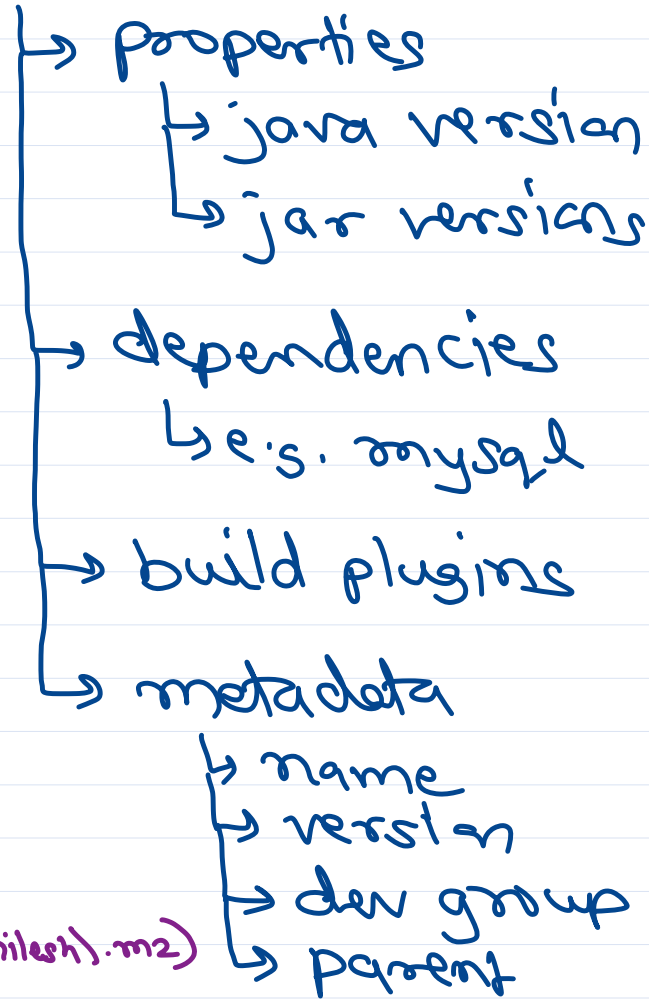 properties
java version
jar versions
dependencies
e.g. mysql
build plugins
metadata
name
version
dev group
parent
ilesh).m2)